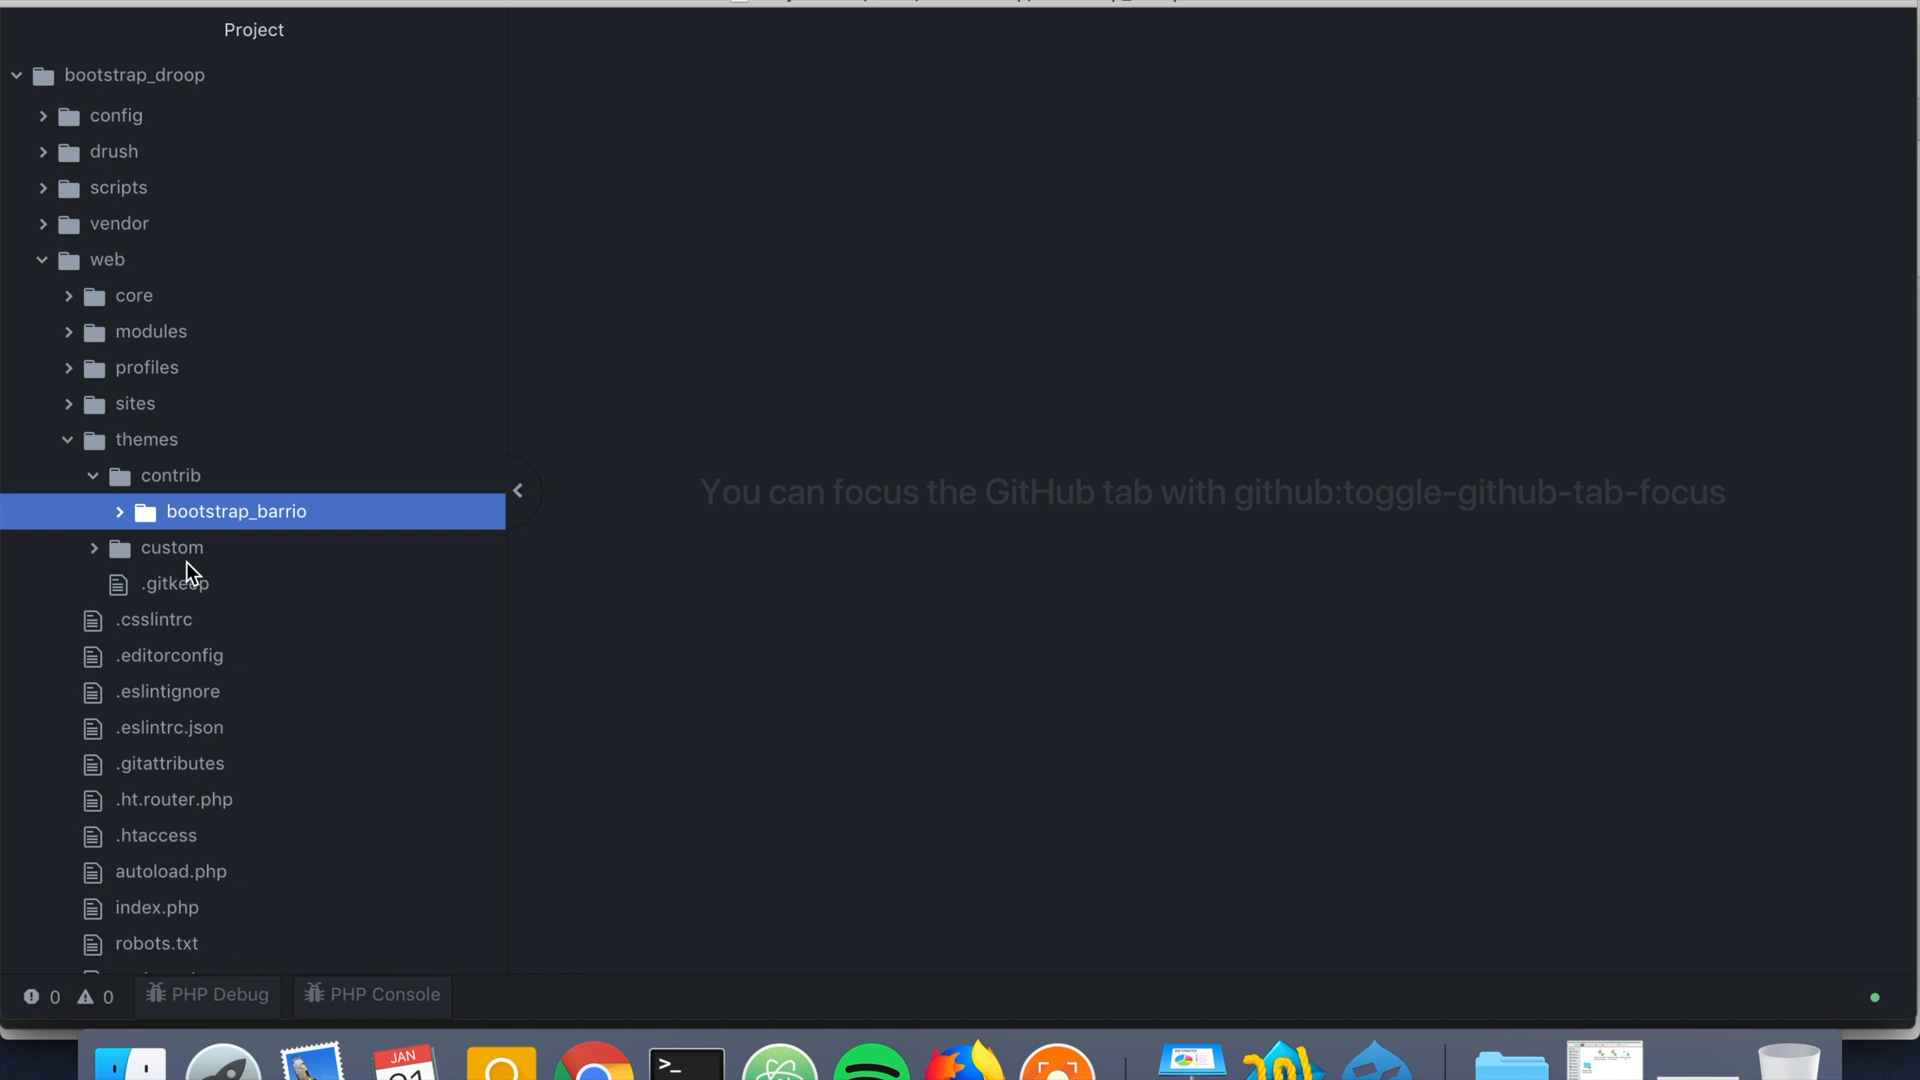 Project
bootstrap_droop
config
drush
scripts
vendor
web
core
modules
profiles
sites
themes
contrib
bootstrap_barrio
custom
.gitkeep
.csslintrc
.editorconfig
.eslintignore
.eslintrc.json
.gitattributes
.ht.router.php
.htaccess
autoload.php
index.php
robots.txt
You can focus the GitHub tab with github:toggle-github-tab-focus
0 0 PHP Debug PHP Console
JAN
>_
KEYNOTE